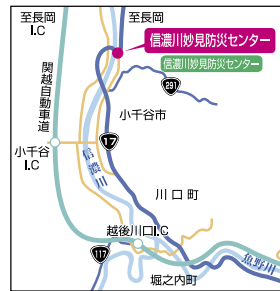 至長岡
I.C
至長岡
信濃川妙見防災センター
信濃川妙見防災センター
関越自動車道
291
小千谷市
17
小千谷
I.C
信濃川
川口町
越後川口I.C
117
魚野川
堀之内町